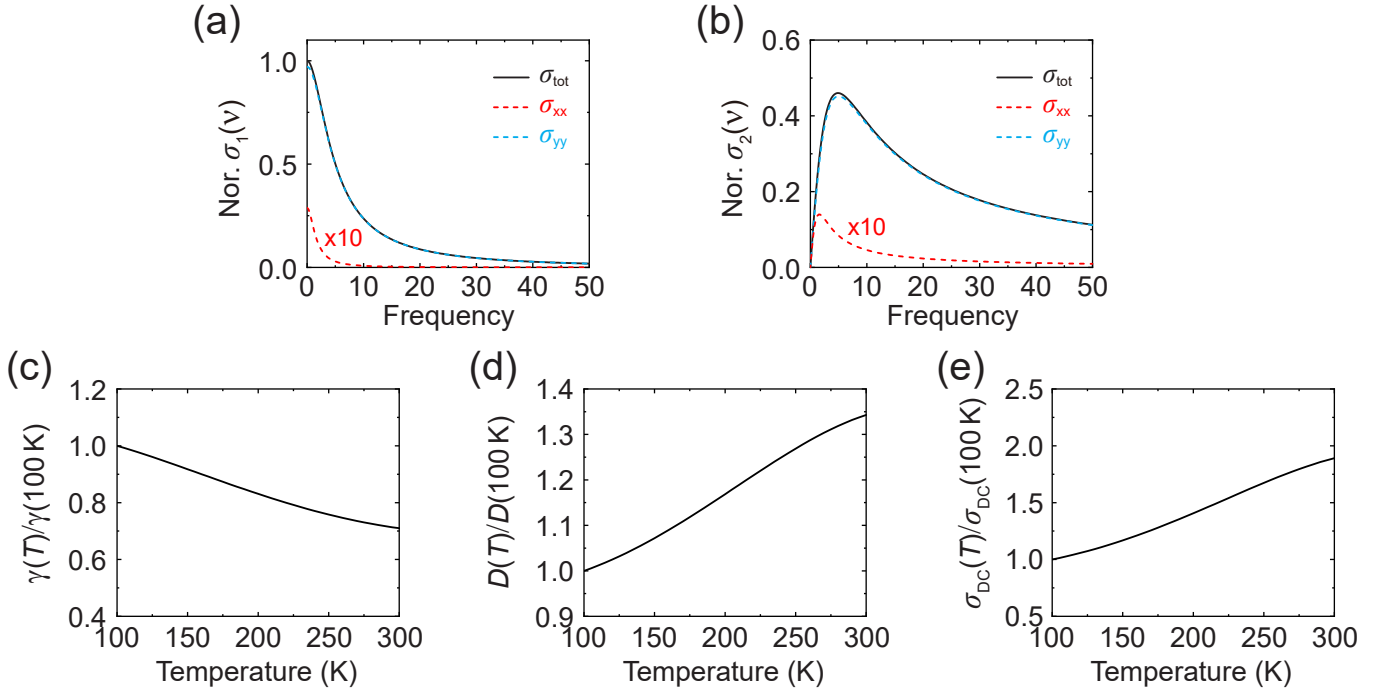 (a)
Nor. σ₁(ν)
1.0
0.5
0.0
σtot
σxx
σyy
x10
0 10 20 30 40 50
Frequency
(b)
Nor. σ₂(ν)
0.6
0.4
0.2
0.0
σtot
σxx
σyy
x10
0 10 20 30 40 50
Frequency
(c)
γ(T)/γ(100 K)
1.2
1.0
0.8
0.6
0.4
100 150 200 250 300
Temperature (K)
(d)
D(T)/D(100 K)
1.4
1.3
1.2
1.1
1.0
0.9
100 150 200 250 300
Temperature (K)
(e)
σDC(T)/σDC(100 K)
2.5
2.0
1.5
1.0
0.5
100 150 200 250 300
Temperature (K)